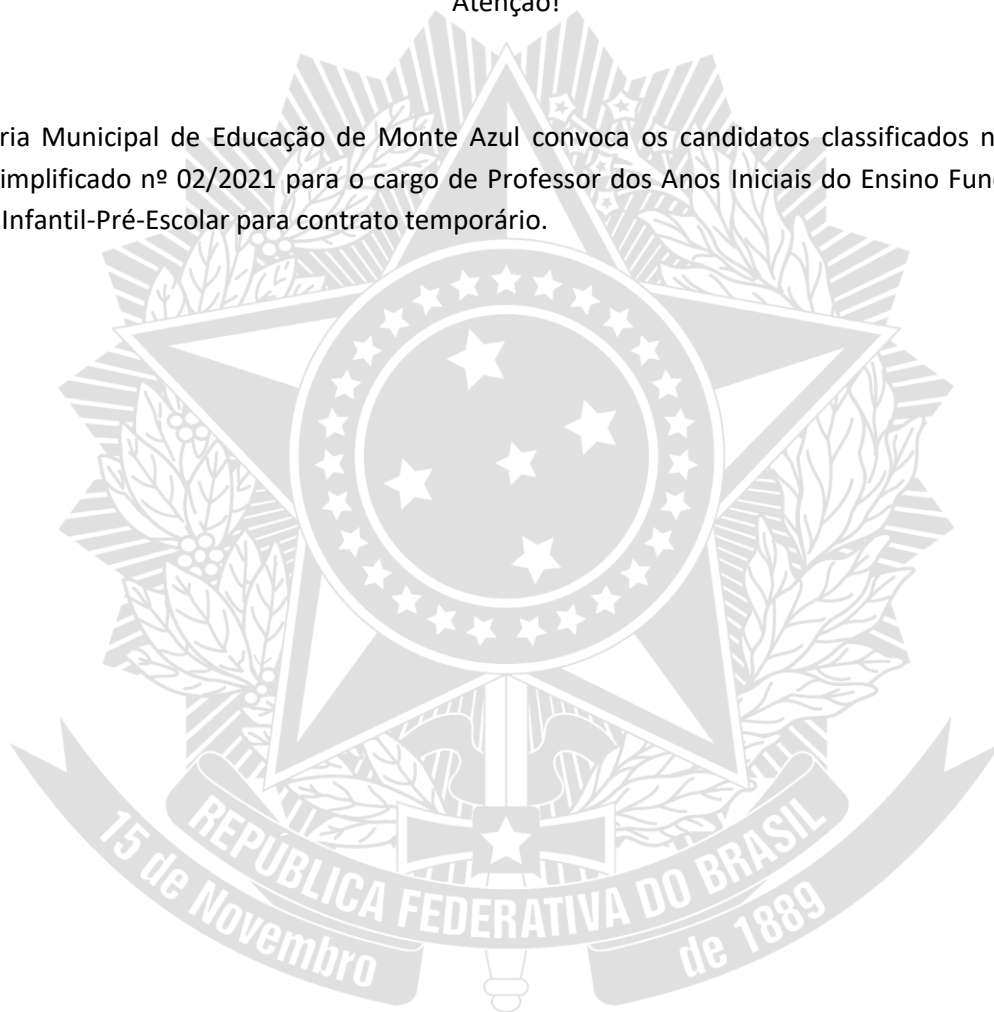 Atenção!
ria Municipal de Educação de Monte Azul convoca os candidatos classificados n
implificado nº 02/2021 para o cargo de Professor dos Anos Iniciais do Ensino Fun
Infantil-Pré-Escolar para contrato temporário.
REPÚBLICA FEDERATIVA DO BRASIL
15 de Novembro de 1889